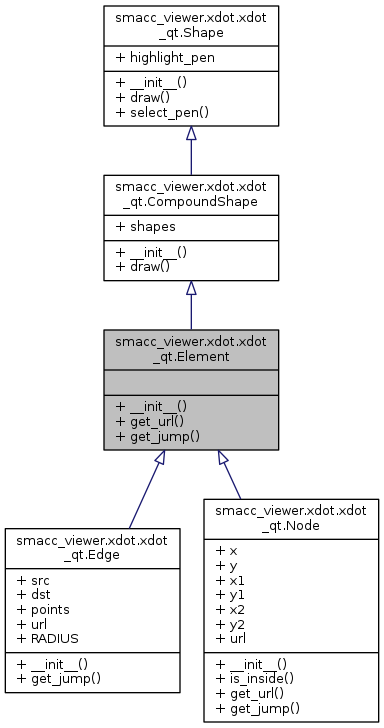 smacc_viewer.xdot.xdot
_qt.Shape
+ highlight_pen
+ __init__()
+ draw()
+ select_pen()
smacc_viewer.xdot.xdot
_qt.CompoundShape
+ shapes
+ __init__()
+ draw()
smacc_viewer.xdot.xdot
_qt.Element
+ __init__()
+ get_url()
+ get_jump()
smacc_viewer.xdot.xdot
_qt.Edge
+ src
+ dst
+ points
+ url
+ RADIUS
+ __init__()
+ get_jump()
smacc_viewer.xdot.xdot
_qt.Node
+ x
+ y
+ x1
+ y1
+ x2
+ y2
+ url
+ __init__()
+ is_inside()
+ get_url()
+ get_jump()